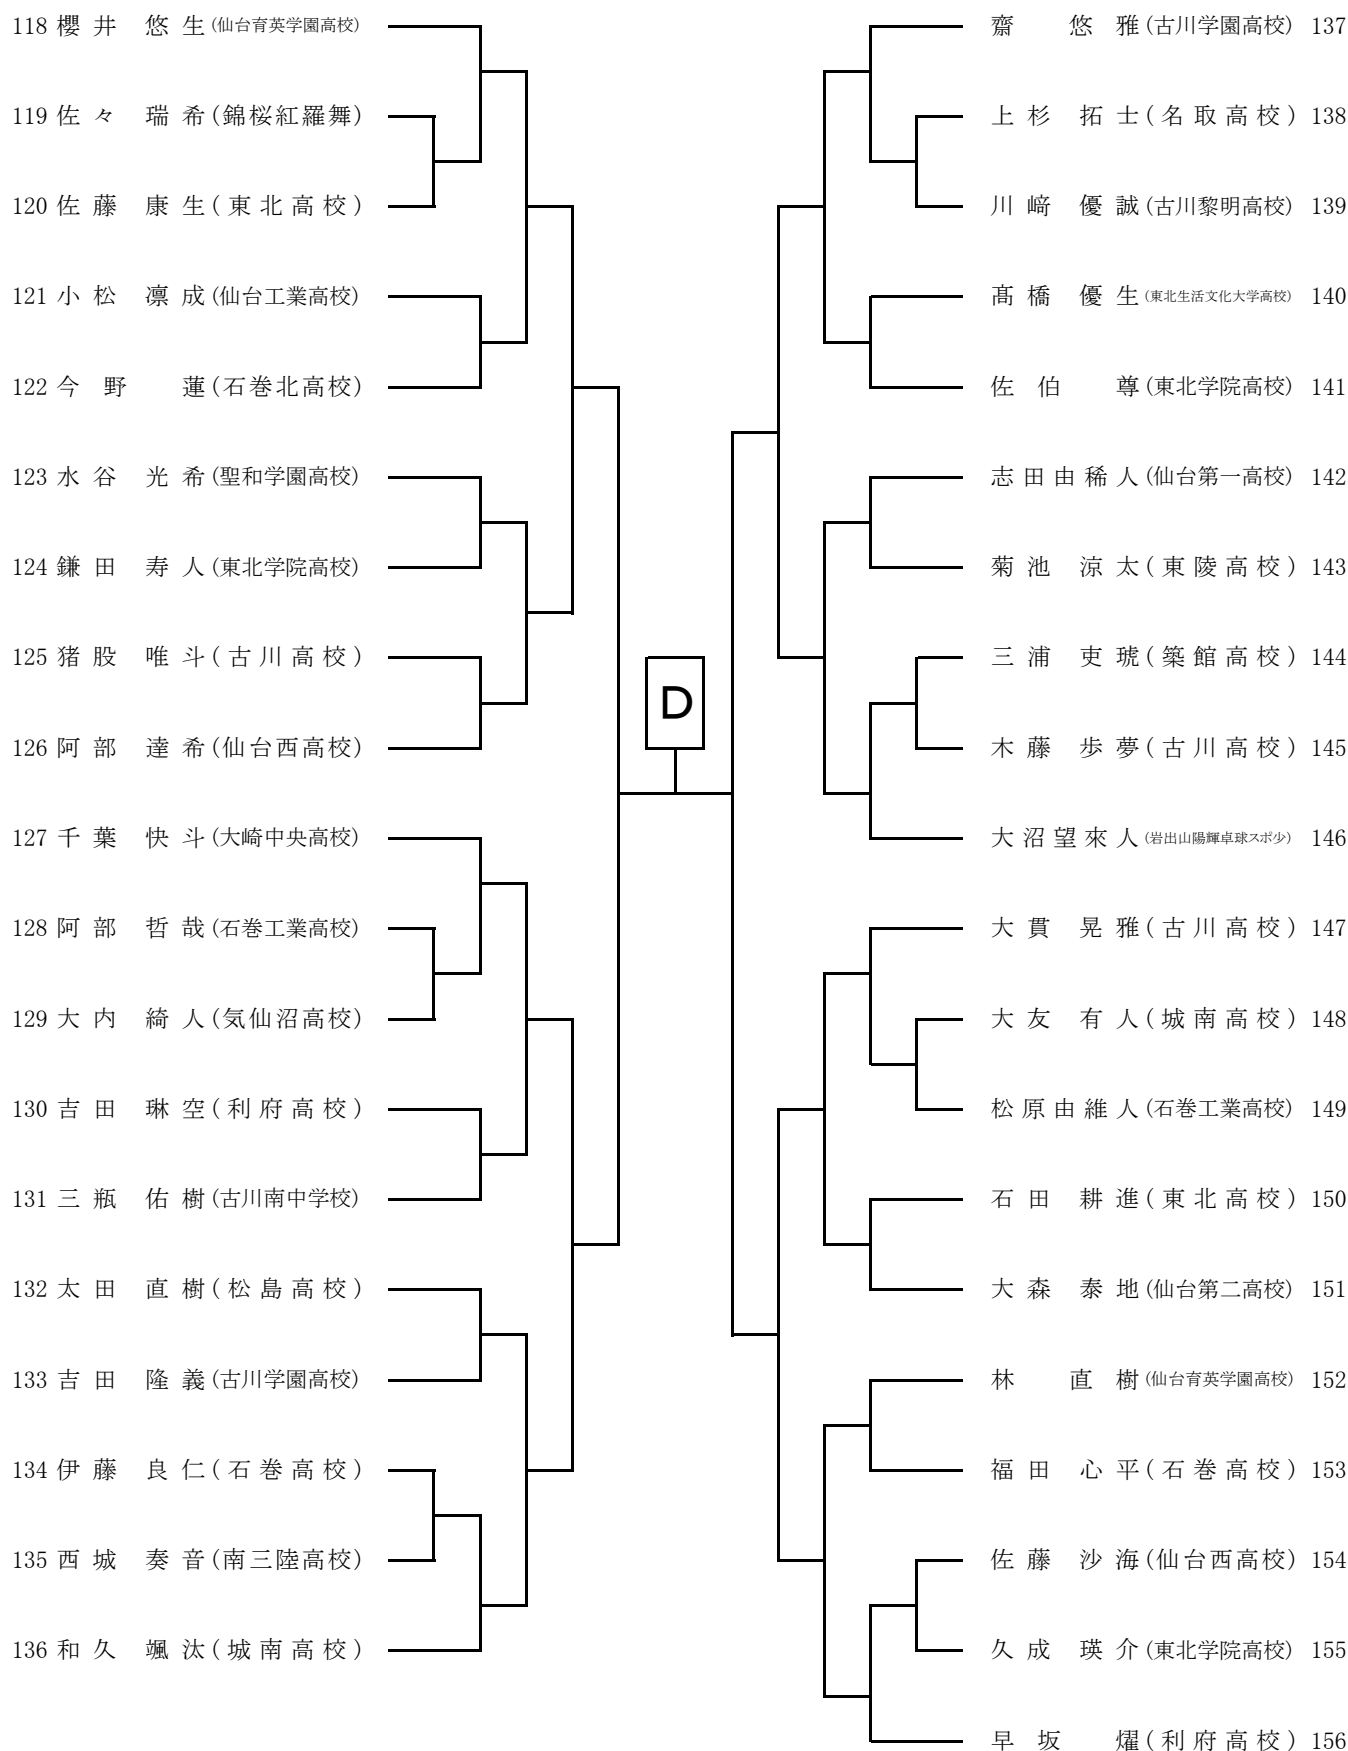 118 櫻井 悠生 (仙台育英学園高校)
119 佐々 瑞希 (錦桜紅羅舞)
120 佐藤 康生 (東北高校)
121 小松 凛成 (仙台工業高校)
122 今野 蓮 (石巻北高校)
123 水谷 光希 (聖和学園高校)
124 鎌田 寿人 (東北学院高校)
125 猪股 唯斗 (古川高校)
126 阿部 達希 (仙台西高校)
127 千葉 快斗 (大崎中央高校)
128 阿部 哲哉 (石巻工業高校)
129 大内 綺人 (気仙沼高校)
130 吉田 琳空 (利府高校)
131 三瓶 佑樹 (古川南中学校)
132 太田 直樹 (松島高校)
133 吉田 隆義 (古川学園高校)
134 伊藤 良仁 (石巻高校)
135 西城 奏音 (南三陸高校)
136 和久 颯汰 (城南高校)
D
齋 悠雅 (古川学園高校) 137
上杉 拓士 (名取高校) 138
川﨑 優誠 (古川黎明高校) 139
髙橋 優生 (東北生活文化大学高校) 140
佐伯 尊 (東北学院高校) 141
志田由稀人 (仙台第一高校) 142
菊池 涼太 (東陵高校) 143
三浦 吏琥 (築館高校) 144
木藤 歩夢 (古川高校) 145
大沼望來人 (岩出山陽輝卓球スポ少) 146
大貫 晃雅 (古川高校) 147
大友 有人 (城南高校) 148
松原由維人 (石巻工業高校) 149
石田 耕進 (東北高校) 150
大森 泰地 (仙台第二高校) 151
林 直樹 (仙台育英学園高校) 152
福田 心平 (石巻高校) 153
佐藤 沙海 (仙台西高校) 154
久成 瑛介 (東北学院高校) 155
早坂 燿 (利府高校) 156